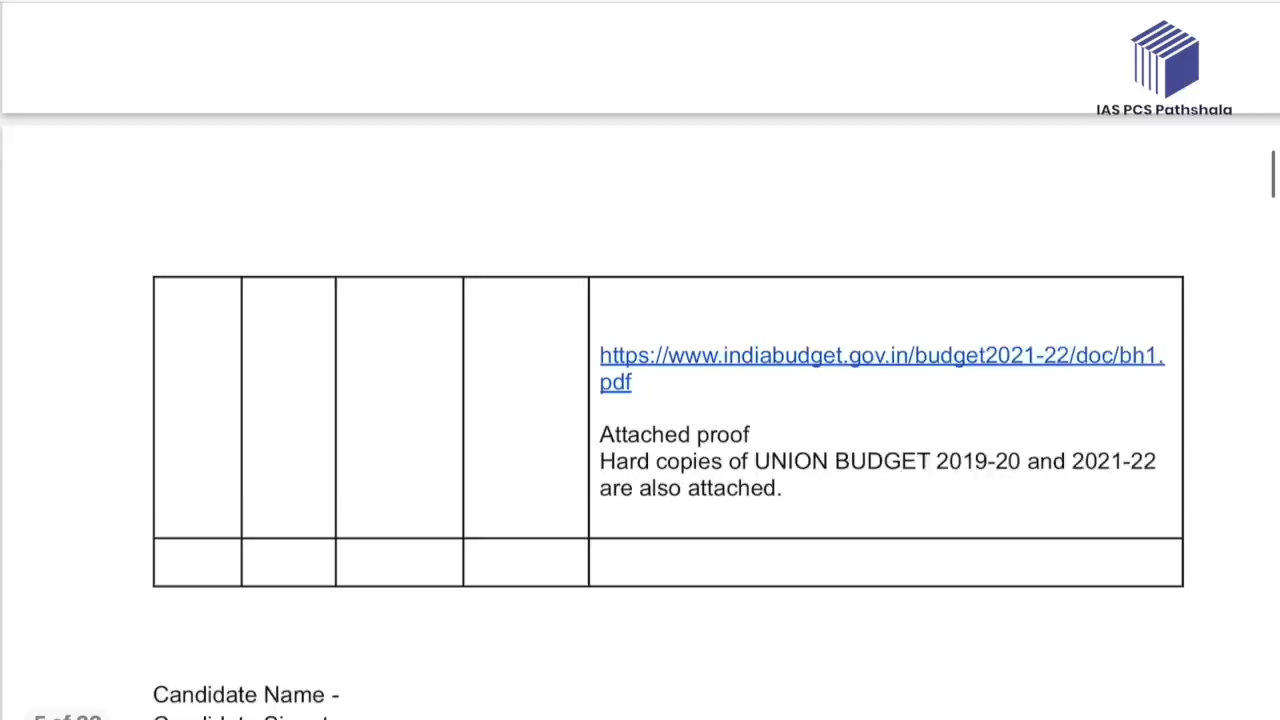 IAS PCS Pathshala
https://www.indiabudget.gov.in/budget2021-22/doc/bh1.
pdf
Attached proof
Hard copies of UNION BUDGET 2019-20 and 2021-22
are also attached.
Candidate Name -
Candidate